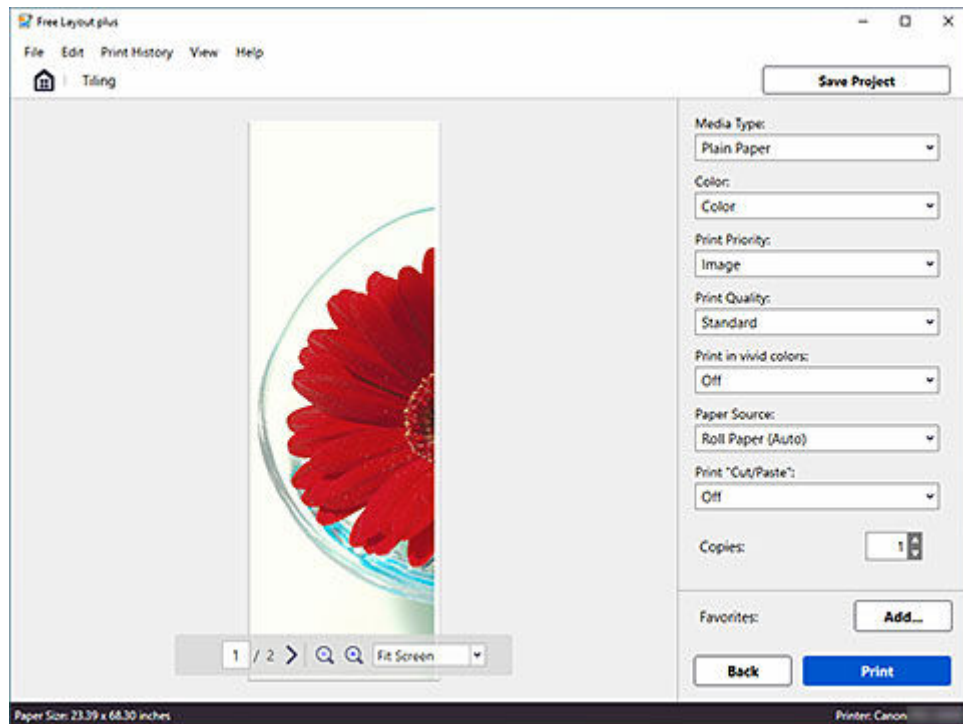 Free Layout plus
File Edit Print History View Help
Tiling
Save Project
Media Type:
Plain Paper
Color:
Color
Print Priority:
Image
Print Quality:
Standard
Print in vivid colors:
Off
Paper Source:
Roll Paper (Auto)
Print "Cut/Paste":
Off
Copies: 1
Favorites: Add...
1 / 2 Fit Screen
Back Print
Paper Size: 23.39 x 68.30 inches Printer: Canon